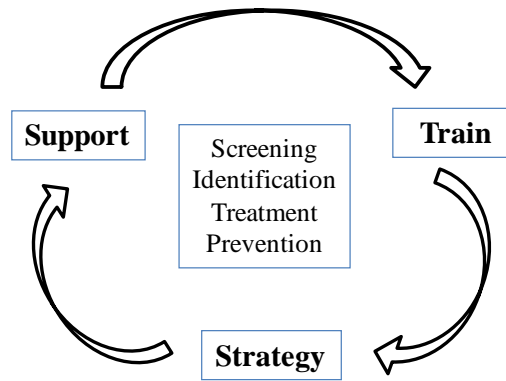 Support
Train
Screening
Identification
Treatment
Prevention
Strategy